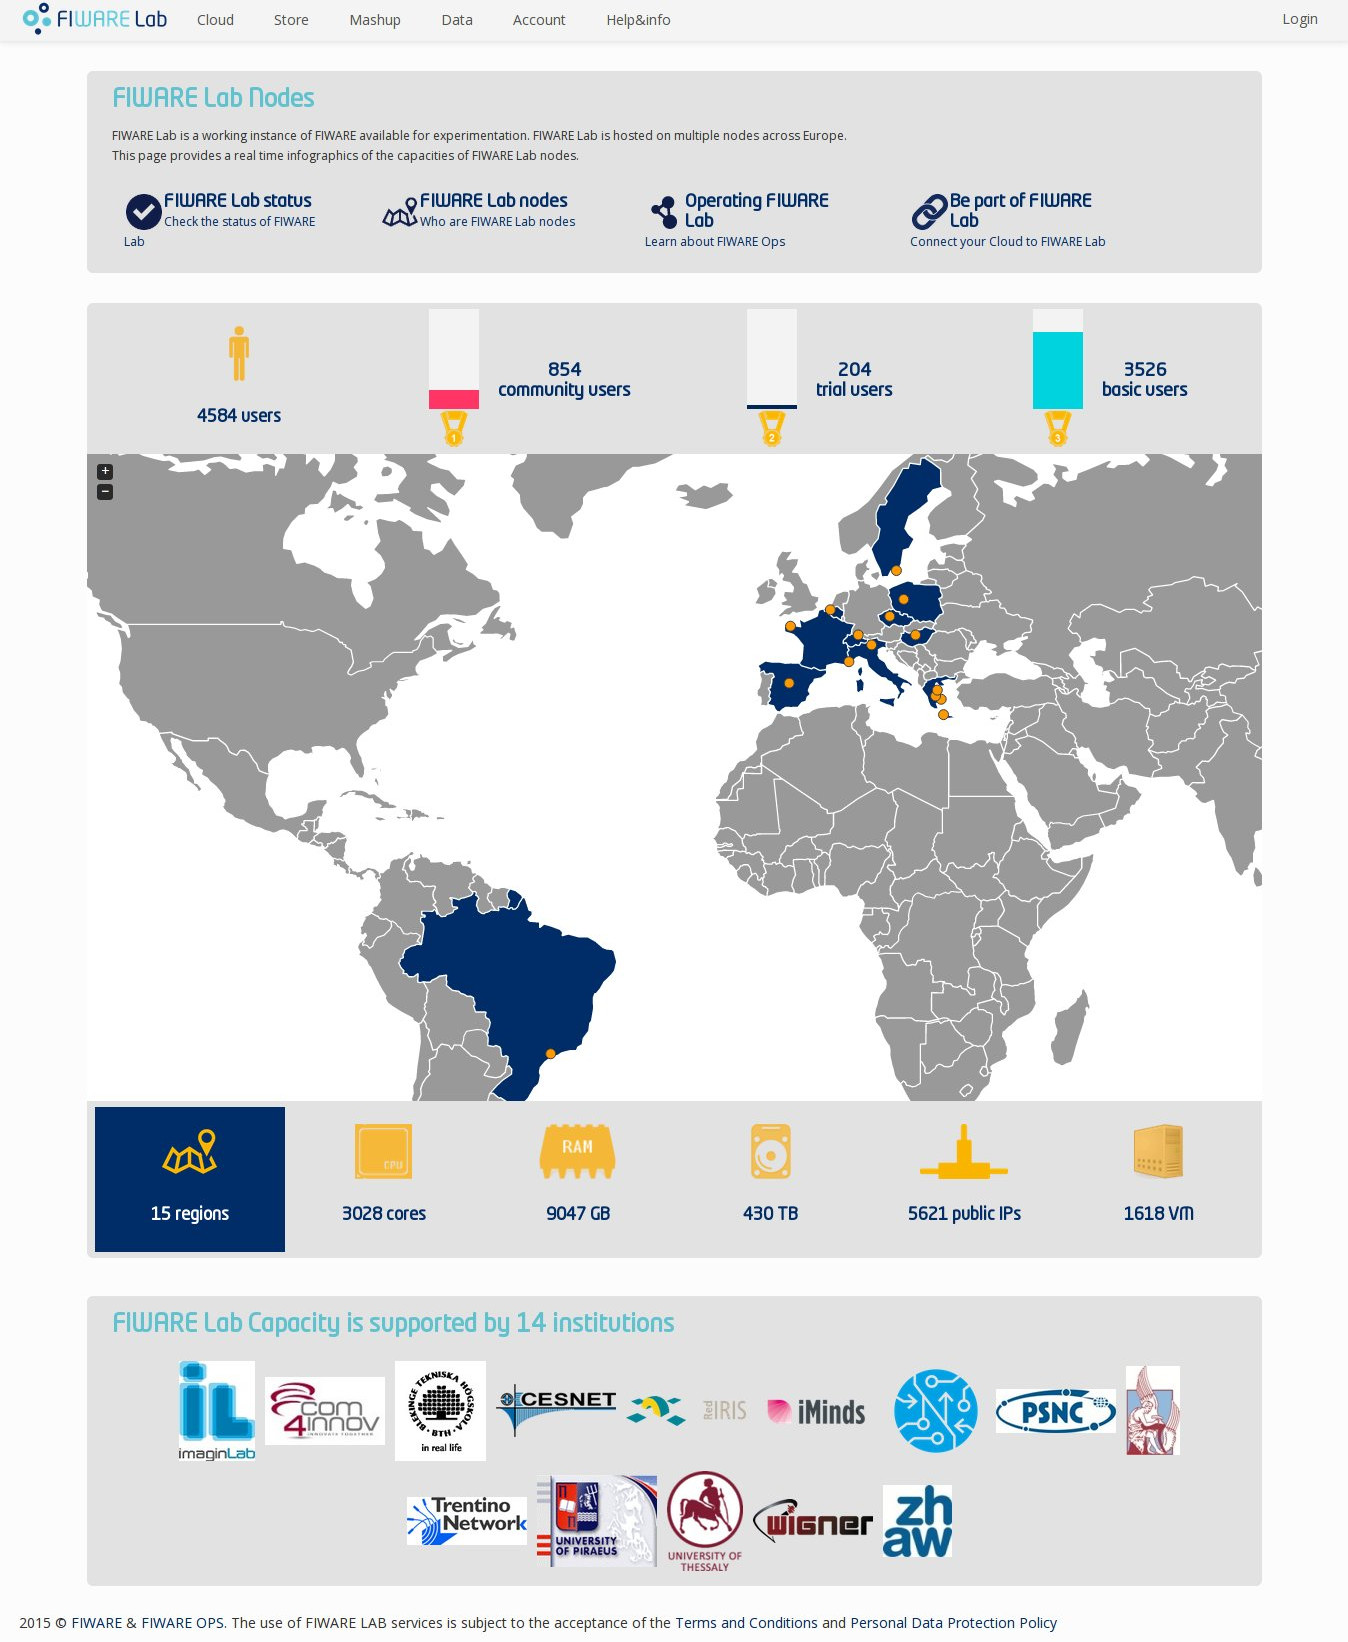 FIWARE Lab
Cloud Store Mashup Data Account Help&info
Login
FIWARE Lab Nodes
FIWARE Lab is a working instance of FIWARE available for experimentation. FIWARE Lab is hosted on multiple nodes across Europe.
This page provides a real time infographics of the capacities of FIWARE Lab nodes.
FIWARE Lab status
Check the status of FIWARE
Lab
FIWARE Lab nodes
Who are FIWARE Lab nodes
Operating FIWARE
Lab
Learn about FIWARE Ops
Be part of FIWARE
Lab
Connect your Cloud to FIWARE Lab
4584 users
1
854
community users
2
204
trial users
3
3526
basic users
+
−
15 regions
CPU
3028 cores
RAM
9047 GB
430 TB
5621 public IPs
1618 VM
FIWARE Lab Capacity is supported by 14 institutions
iL
imaginLab
com
4innov
INNOVATE TOGETHER
BLEKINGE TEKNISKA HÖGSKOLA
· BTH ·
in real life
CESNET
RedIRIS
iMinds
PSNC
Trentino
Network
UNIVERSITY
OF PIRAEUS
UNIVERSITY OF
THESSALY
wigner
zh
aw
2015 © FIWARE & FIWARE OPS. The use of FIWARE LAB services is subject to the acceptance of the Terms and Conditions and Personal Data Protection Policy